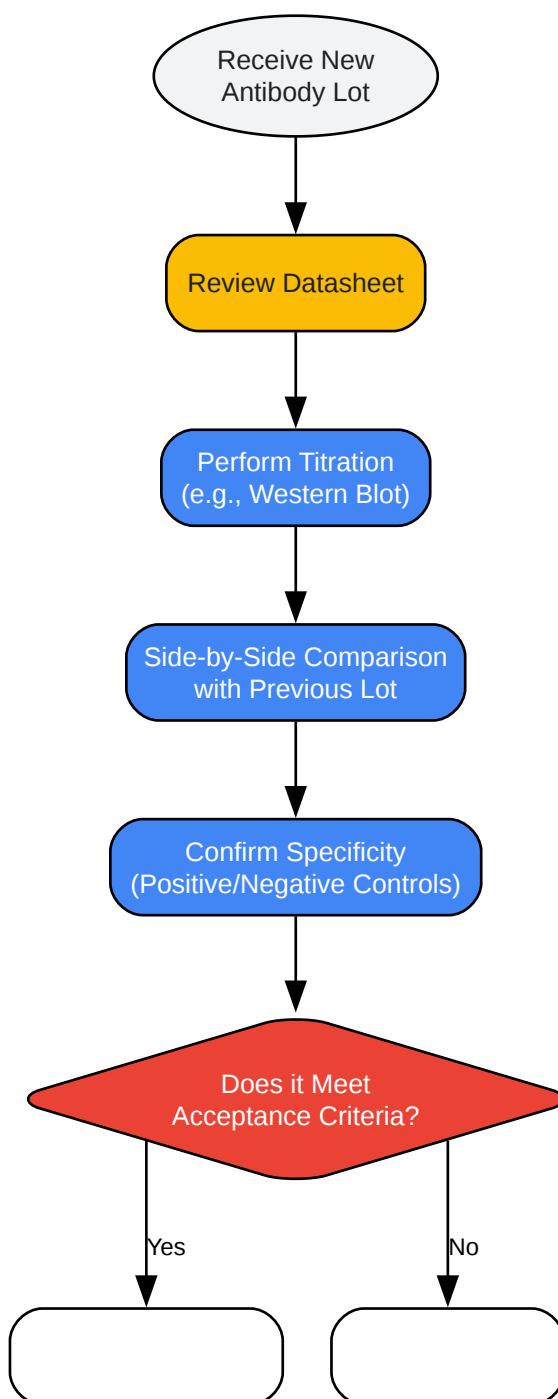 Receive New
Antibody Lot
Review Datasheet
Perform Titration
(e.g., Western Blot)
Side-by-Side Comparison
with Previous Lot
Confirm Specificity
(Positive/Negative Controls)
Does it Meet
Acceptance Criteria?
Yes
No